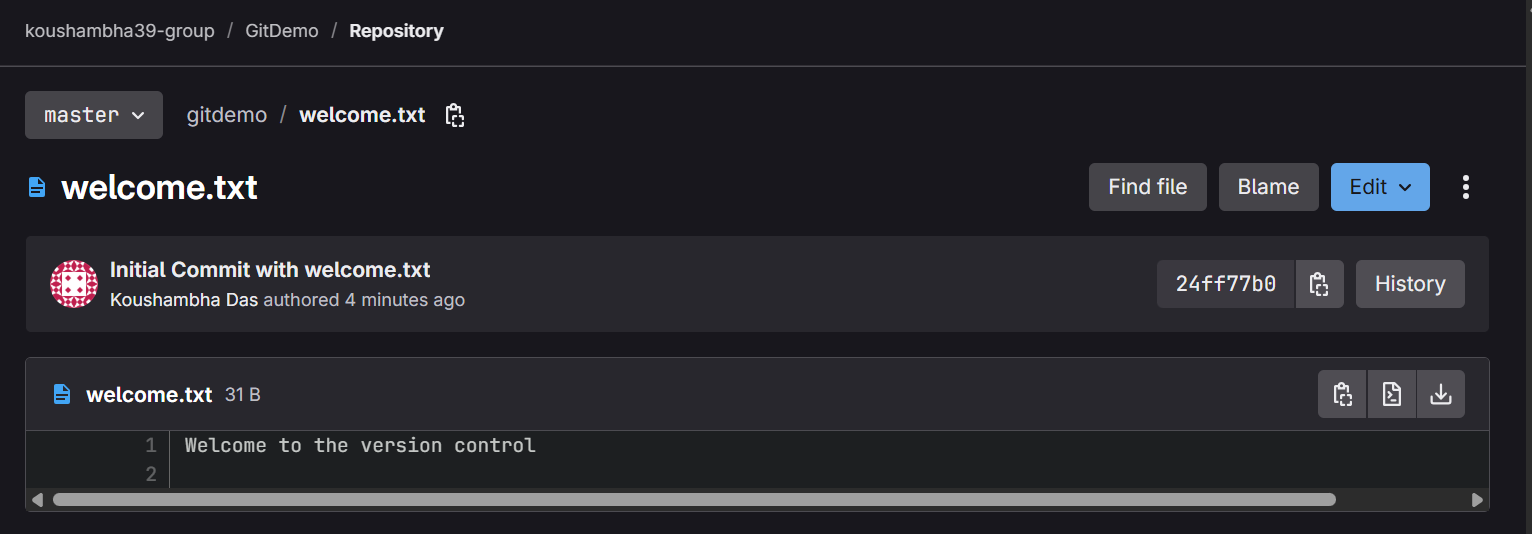 koushambha39-group / GitDemo / Repository
master gitdemo / welcome.txt
welcome.txt Find file Blame Edit
Initial Commit with welcome.txt
Koushambha Das authored 4 minutes ago
24ff77b0 History
welcome.txt 31 B
1 Welcome to the version control
2